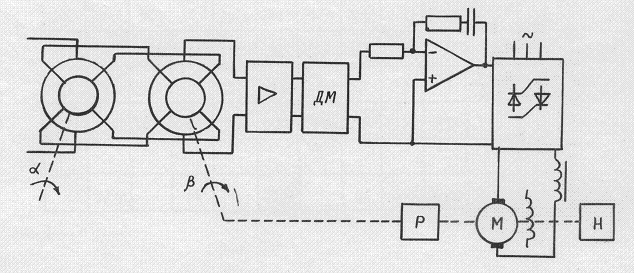 ~
ДМ
−
+
α
β
Р
М
Н